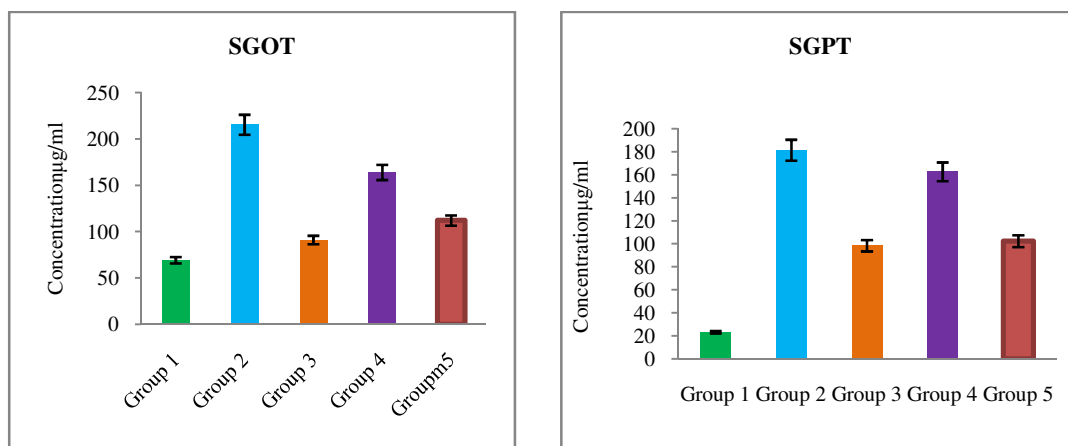 SGOT
Concentrationµg/ml
250
200
150
100
50
0
Group 1
Group 2
Group 3
Group 4
Groupm5
SGPT
Concentrationµg/ml
200
180
160
140
120
100
80
60
40
20
0
Group 1 Group 2 Group 3 Group 4 Group 5